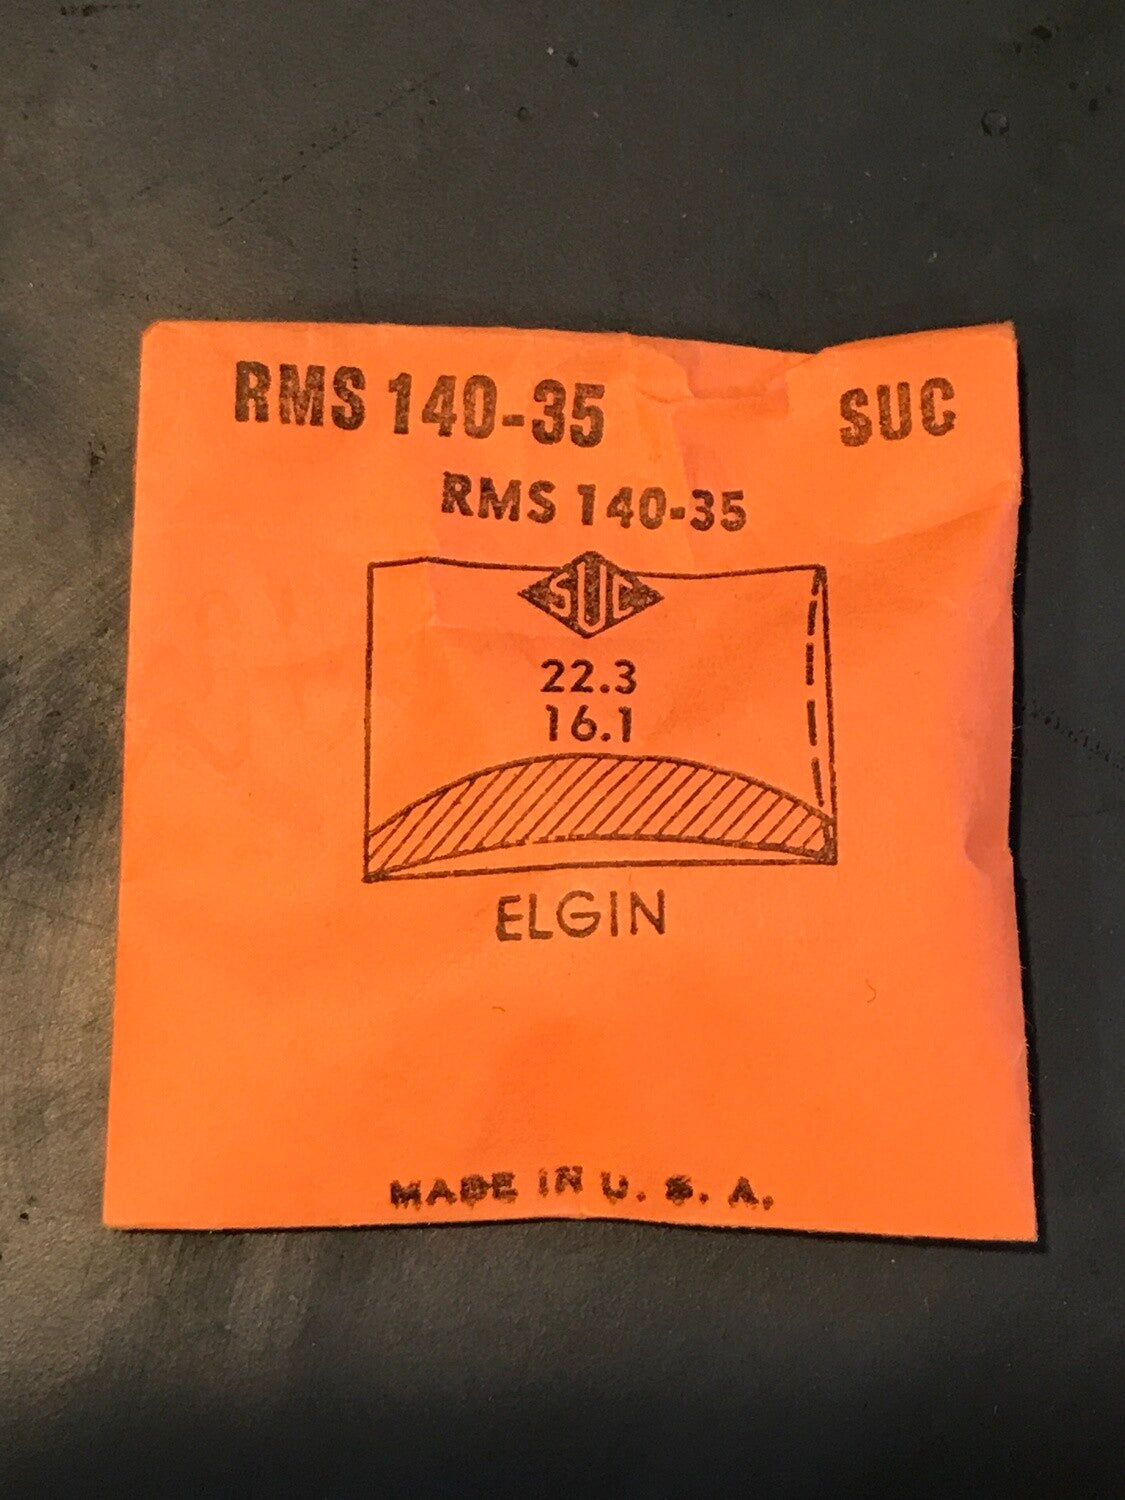 RMS 140-35 SUC
RMS 140-35
SUC
22.3
16.1
ELGIN
MADE IN U. S. A.